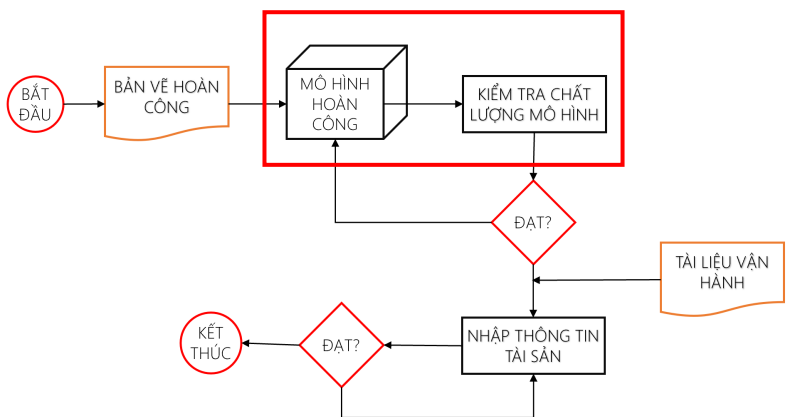 BẮT
ĐẦU
BẢN VẼ HOÀN
CÔNG
MÔ HÌNH
HOÀN
CÔNG
KIỂM TRA CHẤT
LƯỢNG MÔ HÌNH
ĐẠT?
TÀI LIỆU VẬN
HÀNH
NHẬP THÔNG TIN
TÀI SẢN
ĐẠT?
KẾT
THÚC